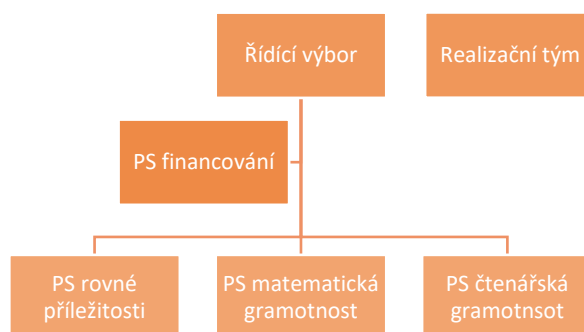 Řídící výbor
Realizační tým
PS financování
PS rovné
příležitosti
PS matematická
gramotnost
PS čtenářská
gramotnsot